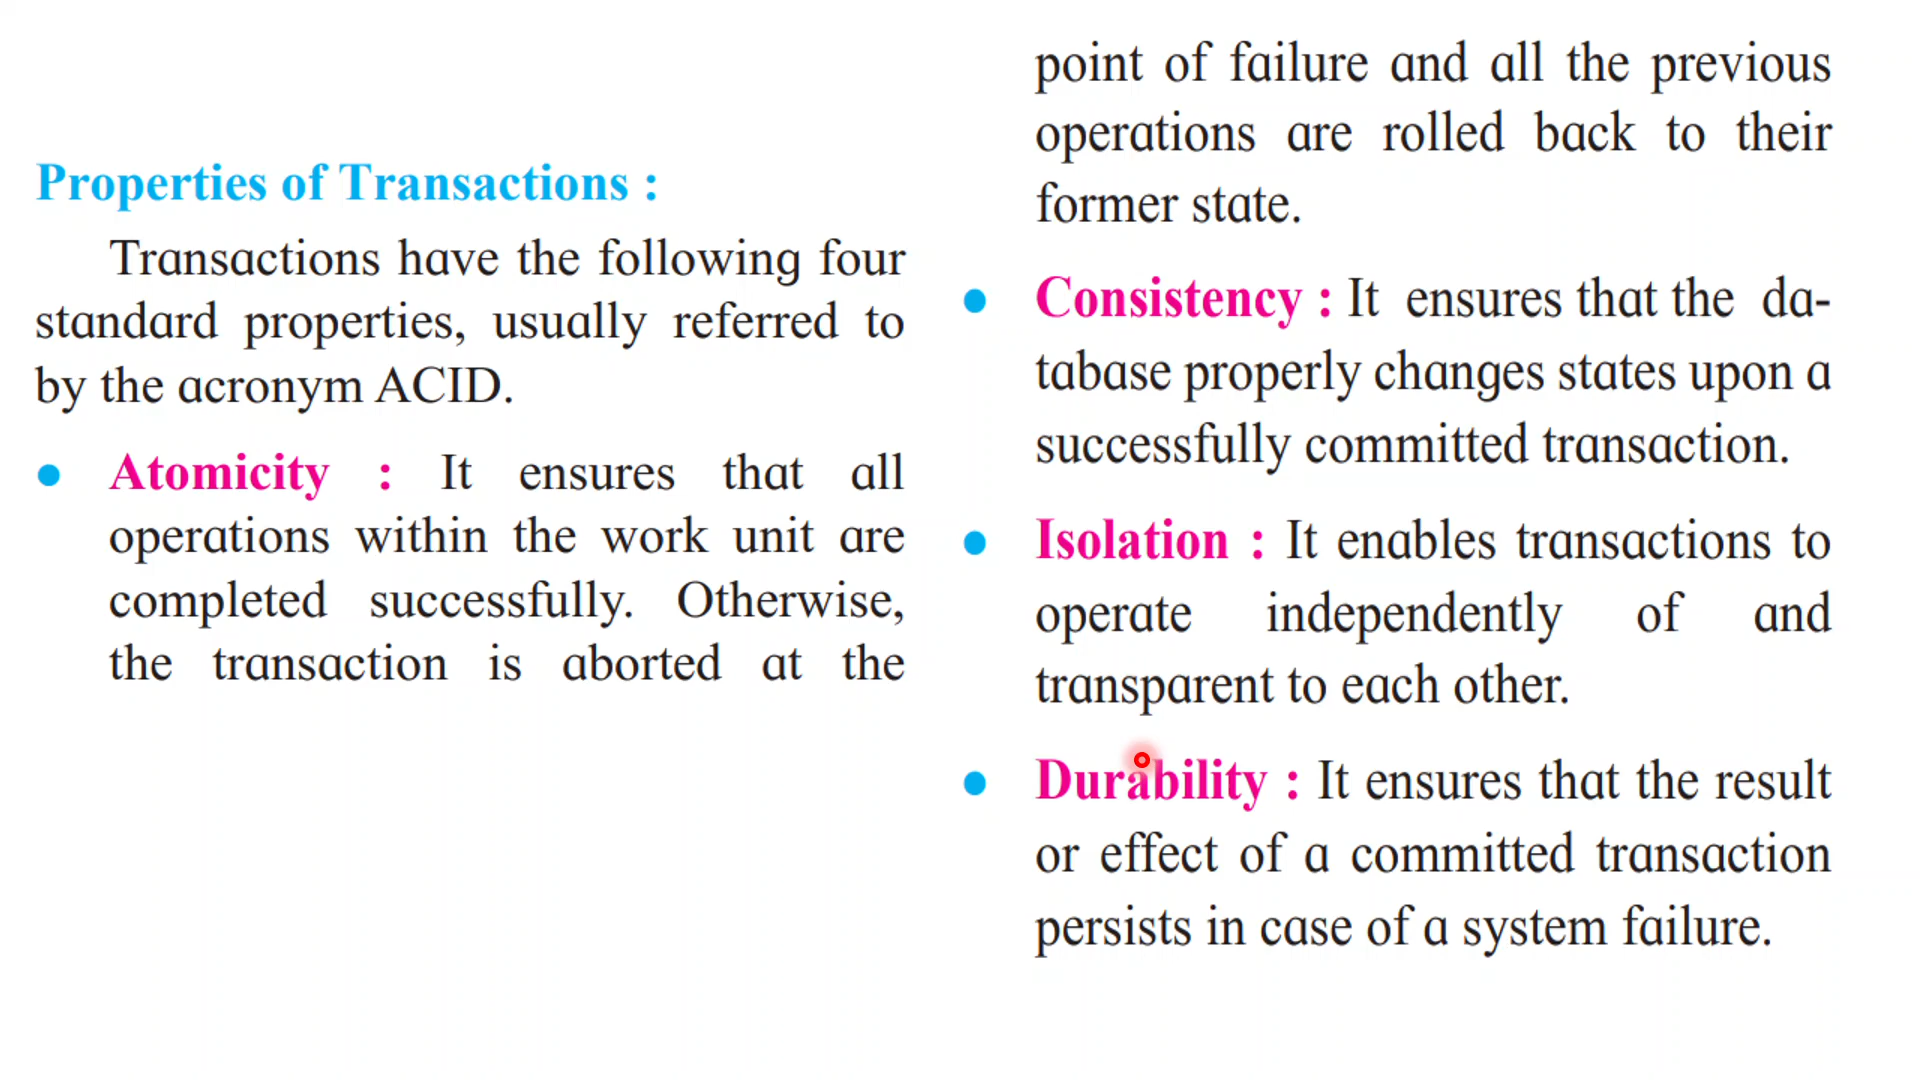 Properties of Transactions :
Transactions have the following four
standard properties, usually referred to
by the acronym ACID.
● Atomicity : It ensures that all
operations within the work unit are
completed successfully. Otherwise,
the transaction is aborted at the
point of failure and all the previous
operations are rolled back to their
former state.
● Consistency : It ensures that the da-
tabase properly changes states upon a
successfully committed transaction.
● Isolation : It enables transactions to
operate independently of and
transparent to each other.
● Durability : It ensures that the result
or effect of a committed transaction
persists in case of a system failure.